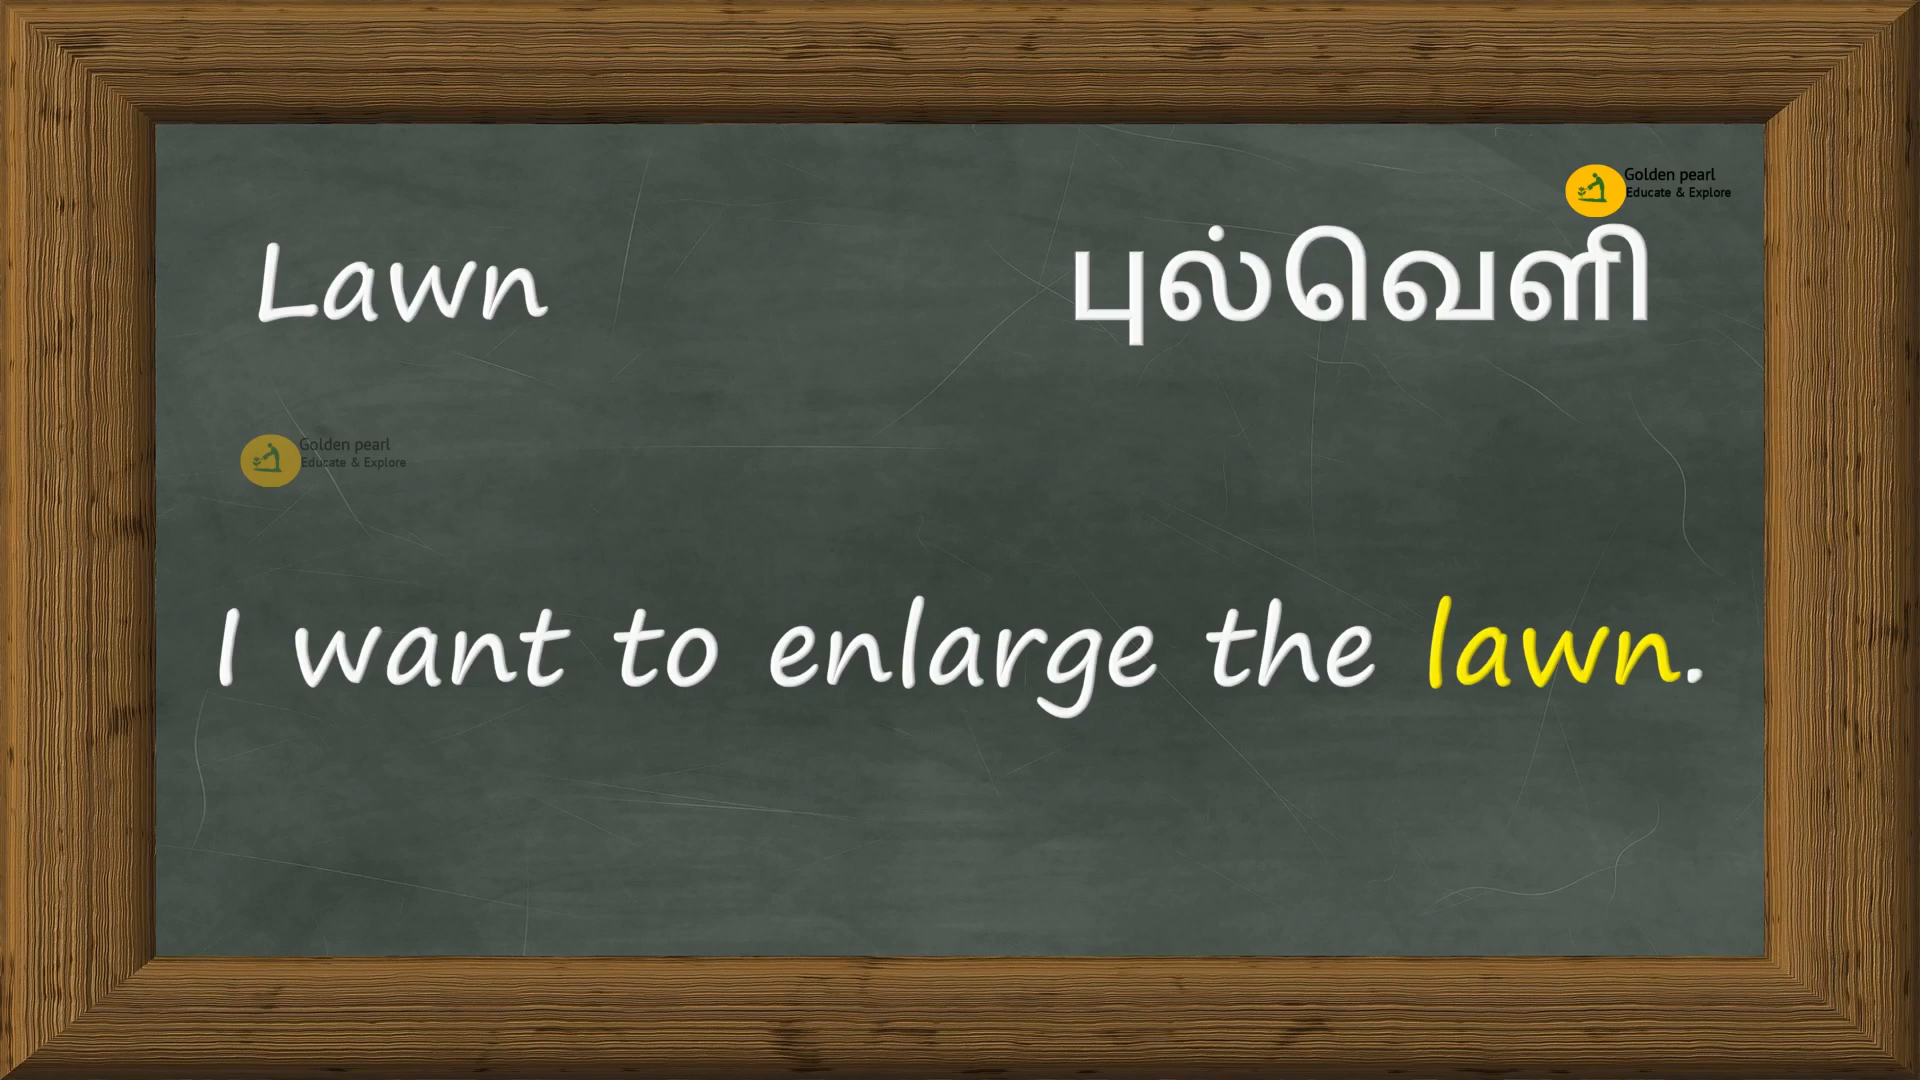 Golden pearl
Educate & Explore
Lawn புல்வெளி
Golden pearl
Educate & Explore
I want to enlarge the lawn.